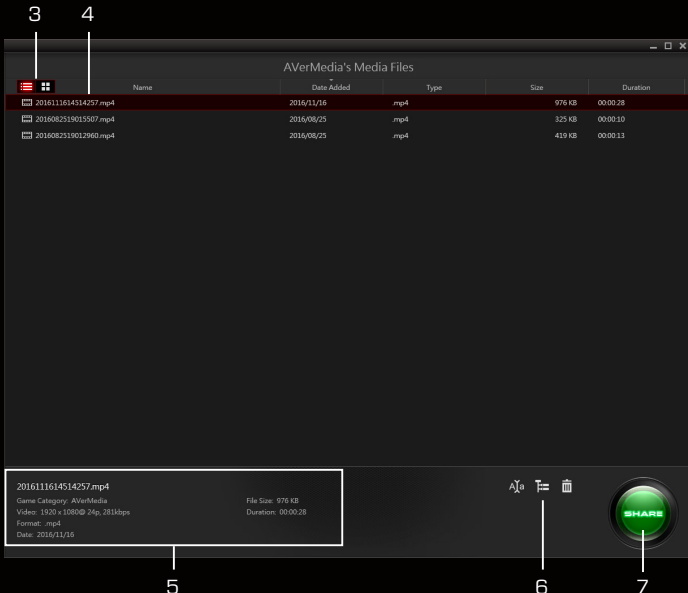 3 4
AVerMedia's Media Files
Name Date Added Type Size Duration
2016111614514257.mp4 2016/11/16 .mp4 976 KB 00:00:28
2016082519015507.mp4 2016/08/25 .mp4 325 KB 00:00:10
2016082519012960.mp4 2016/08/25 .mp4 419 KB 00:00:13
2016111614514257.mp4
Game Category: AVerMedia File Size: 976 KB
Video: 1920 x 1080@ 24p, 281kbps Duration: 00:00:28
Format: .mp4
Date: 2016/11/16
A a
SHARE
5 6 7